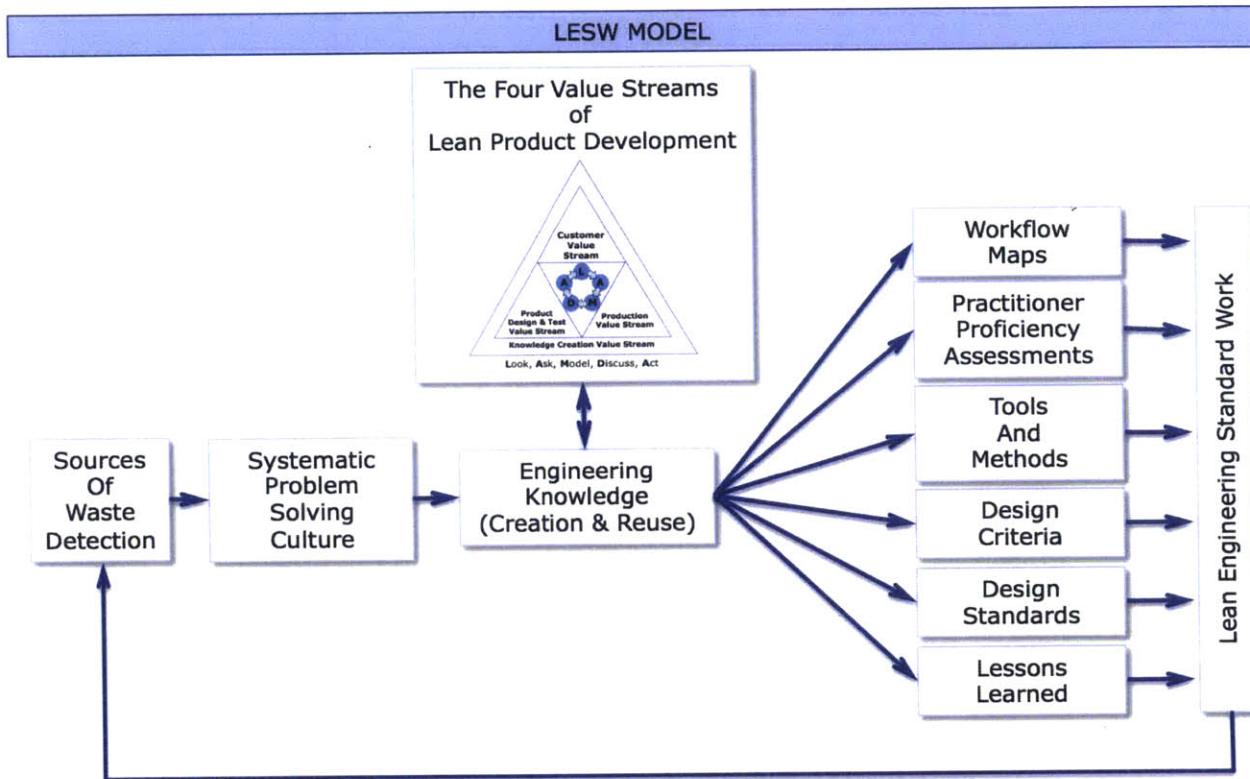 LESW MODEL
The Four Value Streams
of
Lean Product Development
Customer
Value
Stream
L
A
A
D
M
Product
Design & Test
Value Stream
Production
Value Stream
Knowledge Creation Value Stream
Look, Ask, Model, Discuss, Act
Sources
Of
Waste
Detection
Systematic
Problem
Solving
Culture
Engineering
Knowledge
(Creation & Reuse)
Workflow
Maps
Practitioner
Proficiency
Assessments
Tools
And
Methods
Design
Criteria
Design
Standards
Lessons
Learned
Lean Engineering Standard Work